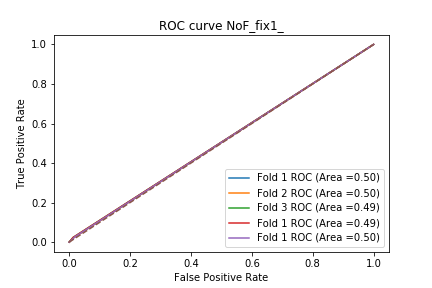 ROC curve NoF_fix1_
True Positive Rate
1.0
0.8
0.6
0.4
0.2
0.0
Fold 1 ROC (Area =0.50)
Fold 2 ROC (Area =0.50)
Fold 3 ROC (Area =0.49)
Fold 1 ROC (Area =0.49)
Fold 1 ROC (Area =0.50)
0.0 0.2 0.4 0.6 0.8 1.0
False Positive Rate